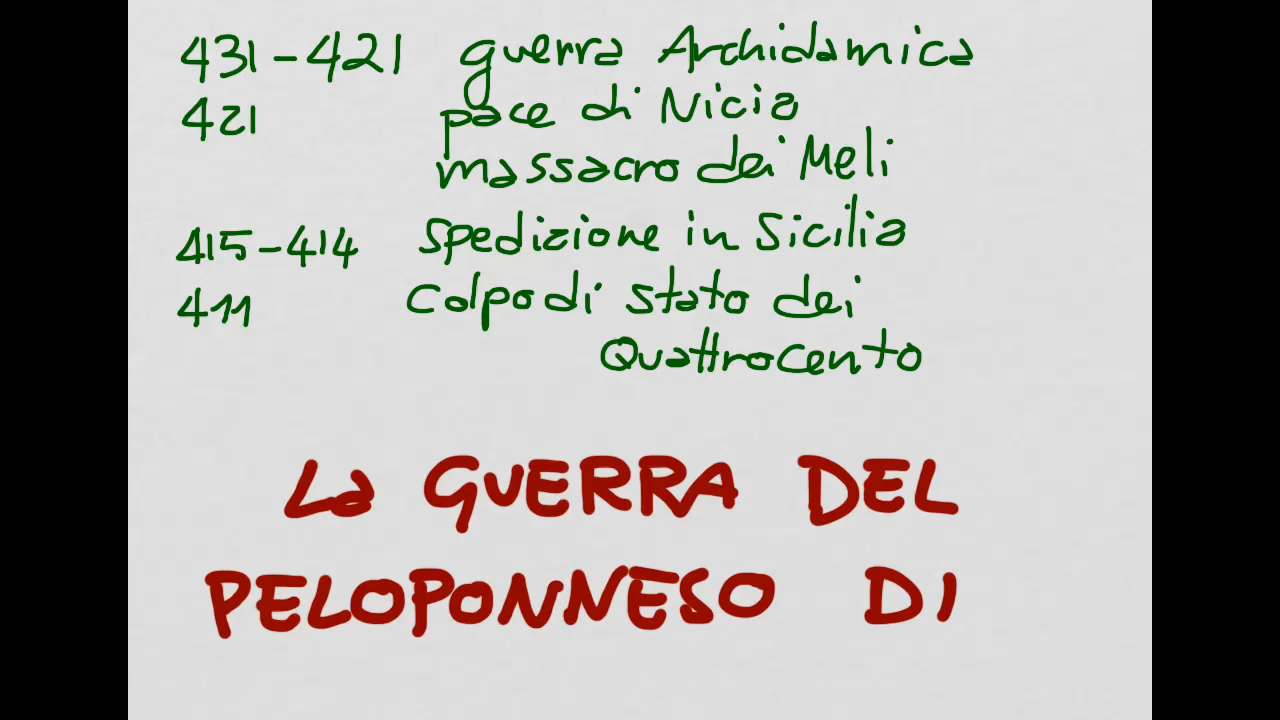 431-421 guerra Archidamica
421 pace di Nicia
massacro dei Meli
415-414 spedizione in Sicilia
411 Colpo di stato dei
Quattrocento
La GUERRA DEL
PELOPONNESO DI